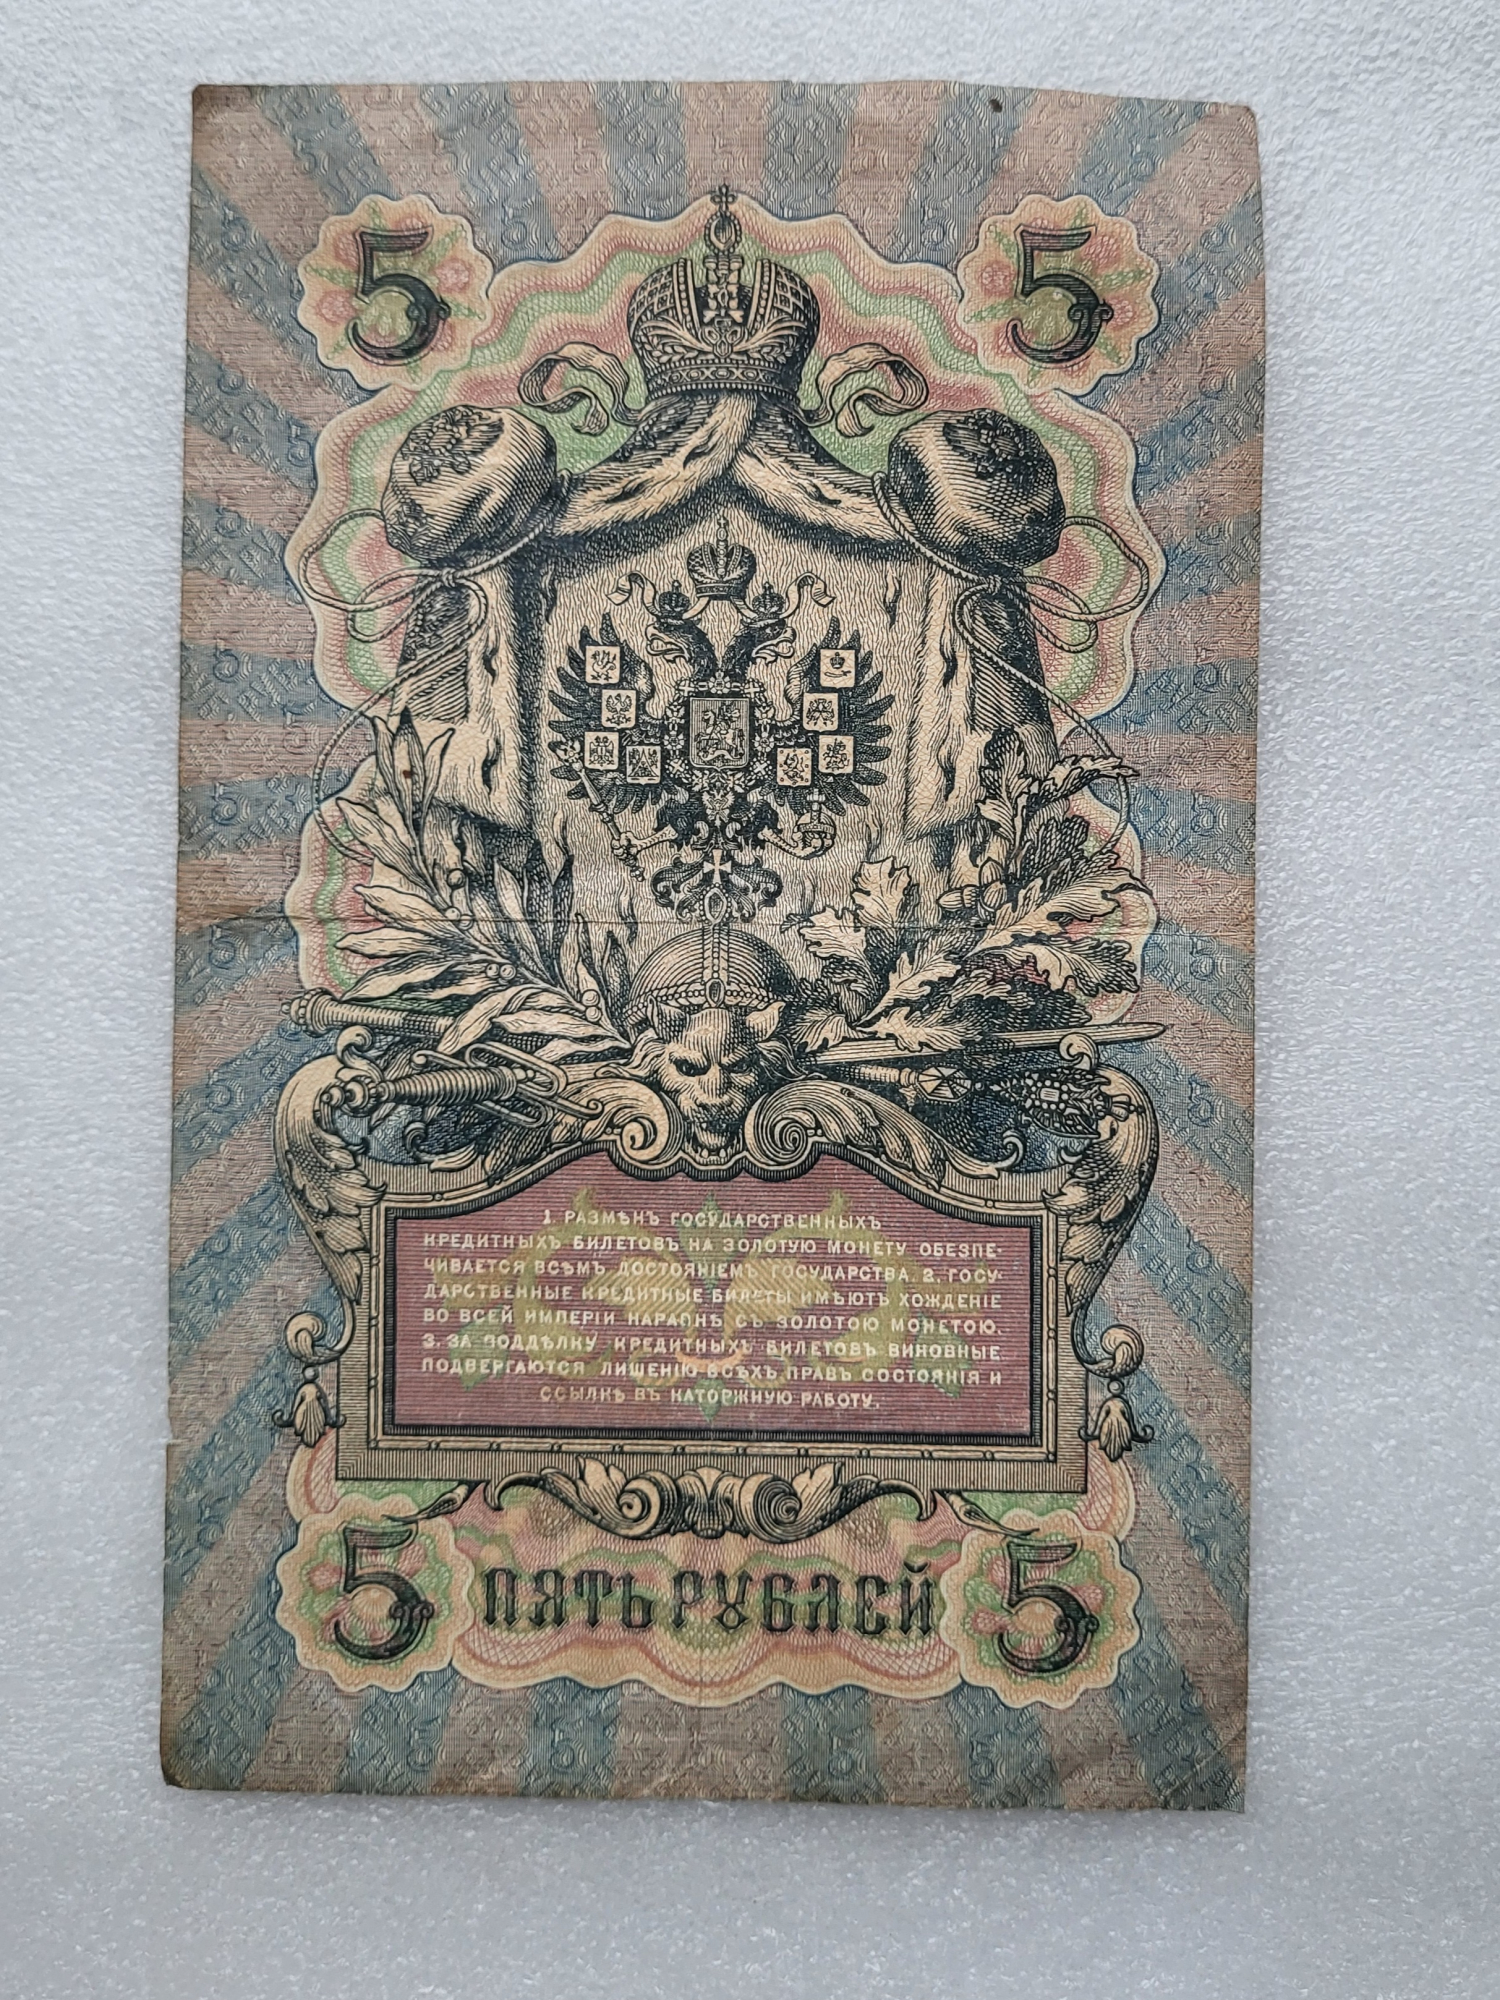 5 5
1. РАЗМѢНЪ ГОСУДАРСТВЕННЫХЪ
КРЕДИТНЫХЪ БИЛЕТОВЪ НА ЗОЛОТУЮ МОНЕТУ ОБЕЗПЕ-
ЧИВАЕТСЯ ВСѢМЪ ДОСТОЯНІЕМЪ ГОСУДАРСТВА. 2. ГОСУ-
ДАРСТВЕННЫЕ КРЕДИТНЫЕ БИЛЕТЫ ИМѢЮТЪ ХОЖДЕНІЕ
ВО ВСЕЙ ИМПЕРІИ НАРАВНѢ СЪ ЗОЛОТОЮ МОНЕТОЮ.
3. ЗА ПОДДѢЛКУ КРЕДИТНЫХЪ БИЛЕТОВЪ ВИНОВНЫЕ
ПОДВЕРГАЮТСЯ ЛИШЕНІЮ ВСѢХЪ ПРАВЪ СОСТОЯНІЯ И
ССЫЛКѢ ВЪ КАТОРЖНУЮ РАБОТУ.
5 ПЯТЬ РУБЛЕЙ 5